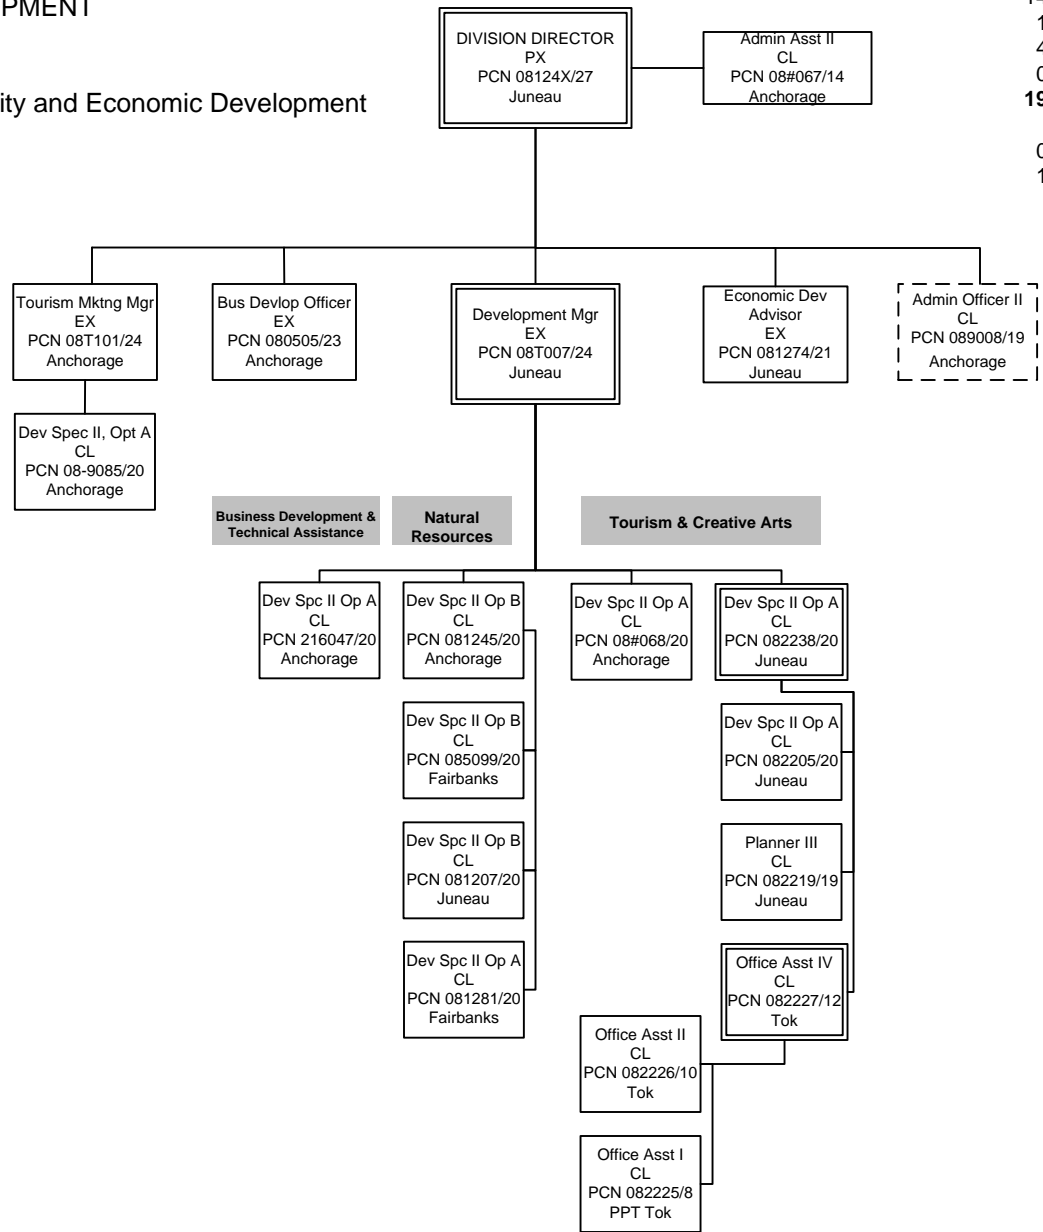 PMENT
ity and Economic Development
1
4
0
19
0
1
DIVISION DIRECTOR
PX
PCN 08124X/27
Juneau
Admin Asst II
CL
PCN 08#067/14
Anchorage
Tourism Mktng Mgr
EX
PCN 08T101/24
Anchorage
Bus Devlop Officer
EX
PCN 080505/23
Anchorage
Development Mgr
EX
PCN 08T007/24
Juneau
Economic Dev
Advisor
EX
PCN 081274/21
Juneau
Admin Officer II
CL
PCN 089008/19
Anchorage
Dev Spec II, Opt A
CL
PCN 08-9085/20
Anchorage
Business Development &
Technical Assistance
Natural
Resources
Tourism & Creative Arts
Dev Spc II Op A
CL
PCN 216047/20
Anchorage
Dev Spc II Op B
CL
PCN 081245/20
Anchorage
Dev Spc II Op A
CL
PCN 08#068/20
Anchorage
Dev Spc II Op A
CL
PCN 082238/20
Juneau
Dev Spc II Op B
CL
PCN 085099/20
Fairbanks
Dev Spc II Op A
CL
PCN 082205/20
Juneau
Dev Spc II Op B
CL
PCN 081207/20
Juneau
Planner III
CL
PCN 082219/19
Juneau
Dev Spc II Op A
CL
PCN 081281/20
Fairbanks
Office Asst IV
CL
PCN 082227/12
Tok
Office Asst II
CL
PCN 082226/10
Tok
Office Asst I
CL
PCN 082225/8
PPT Tok